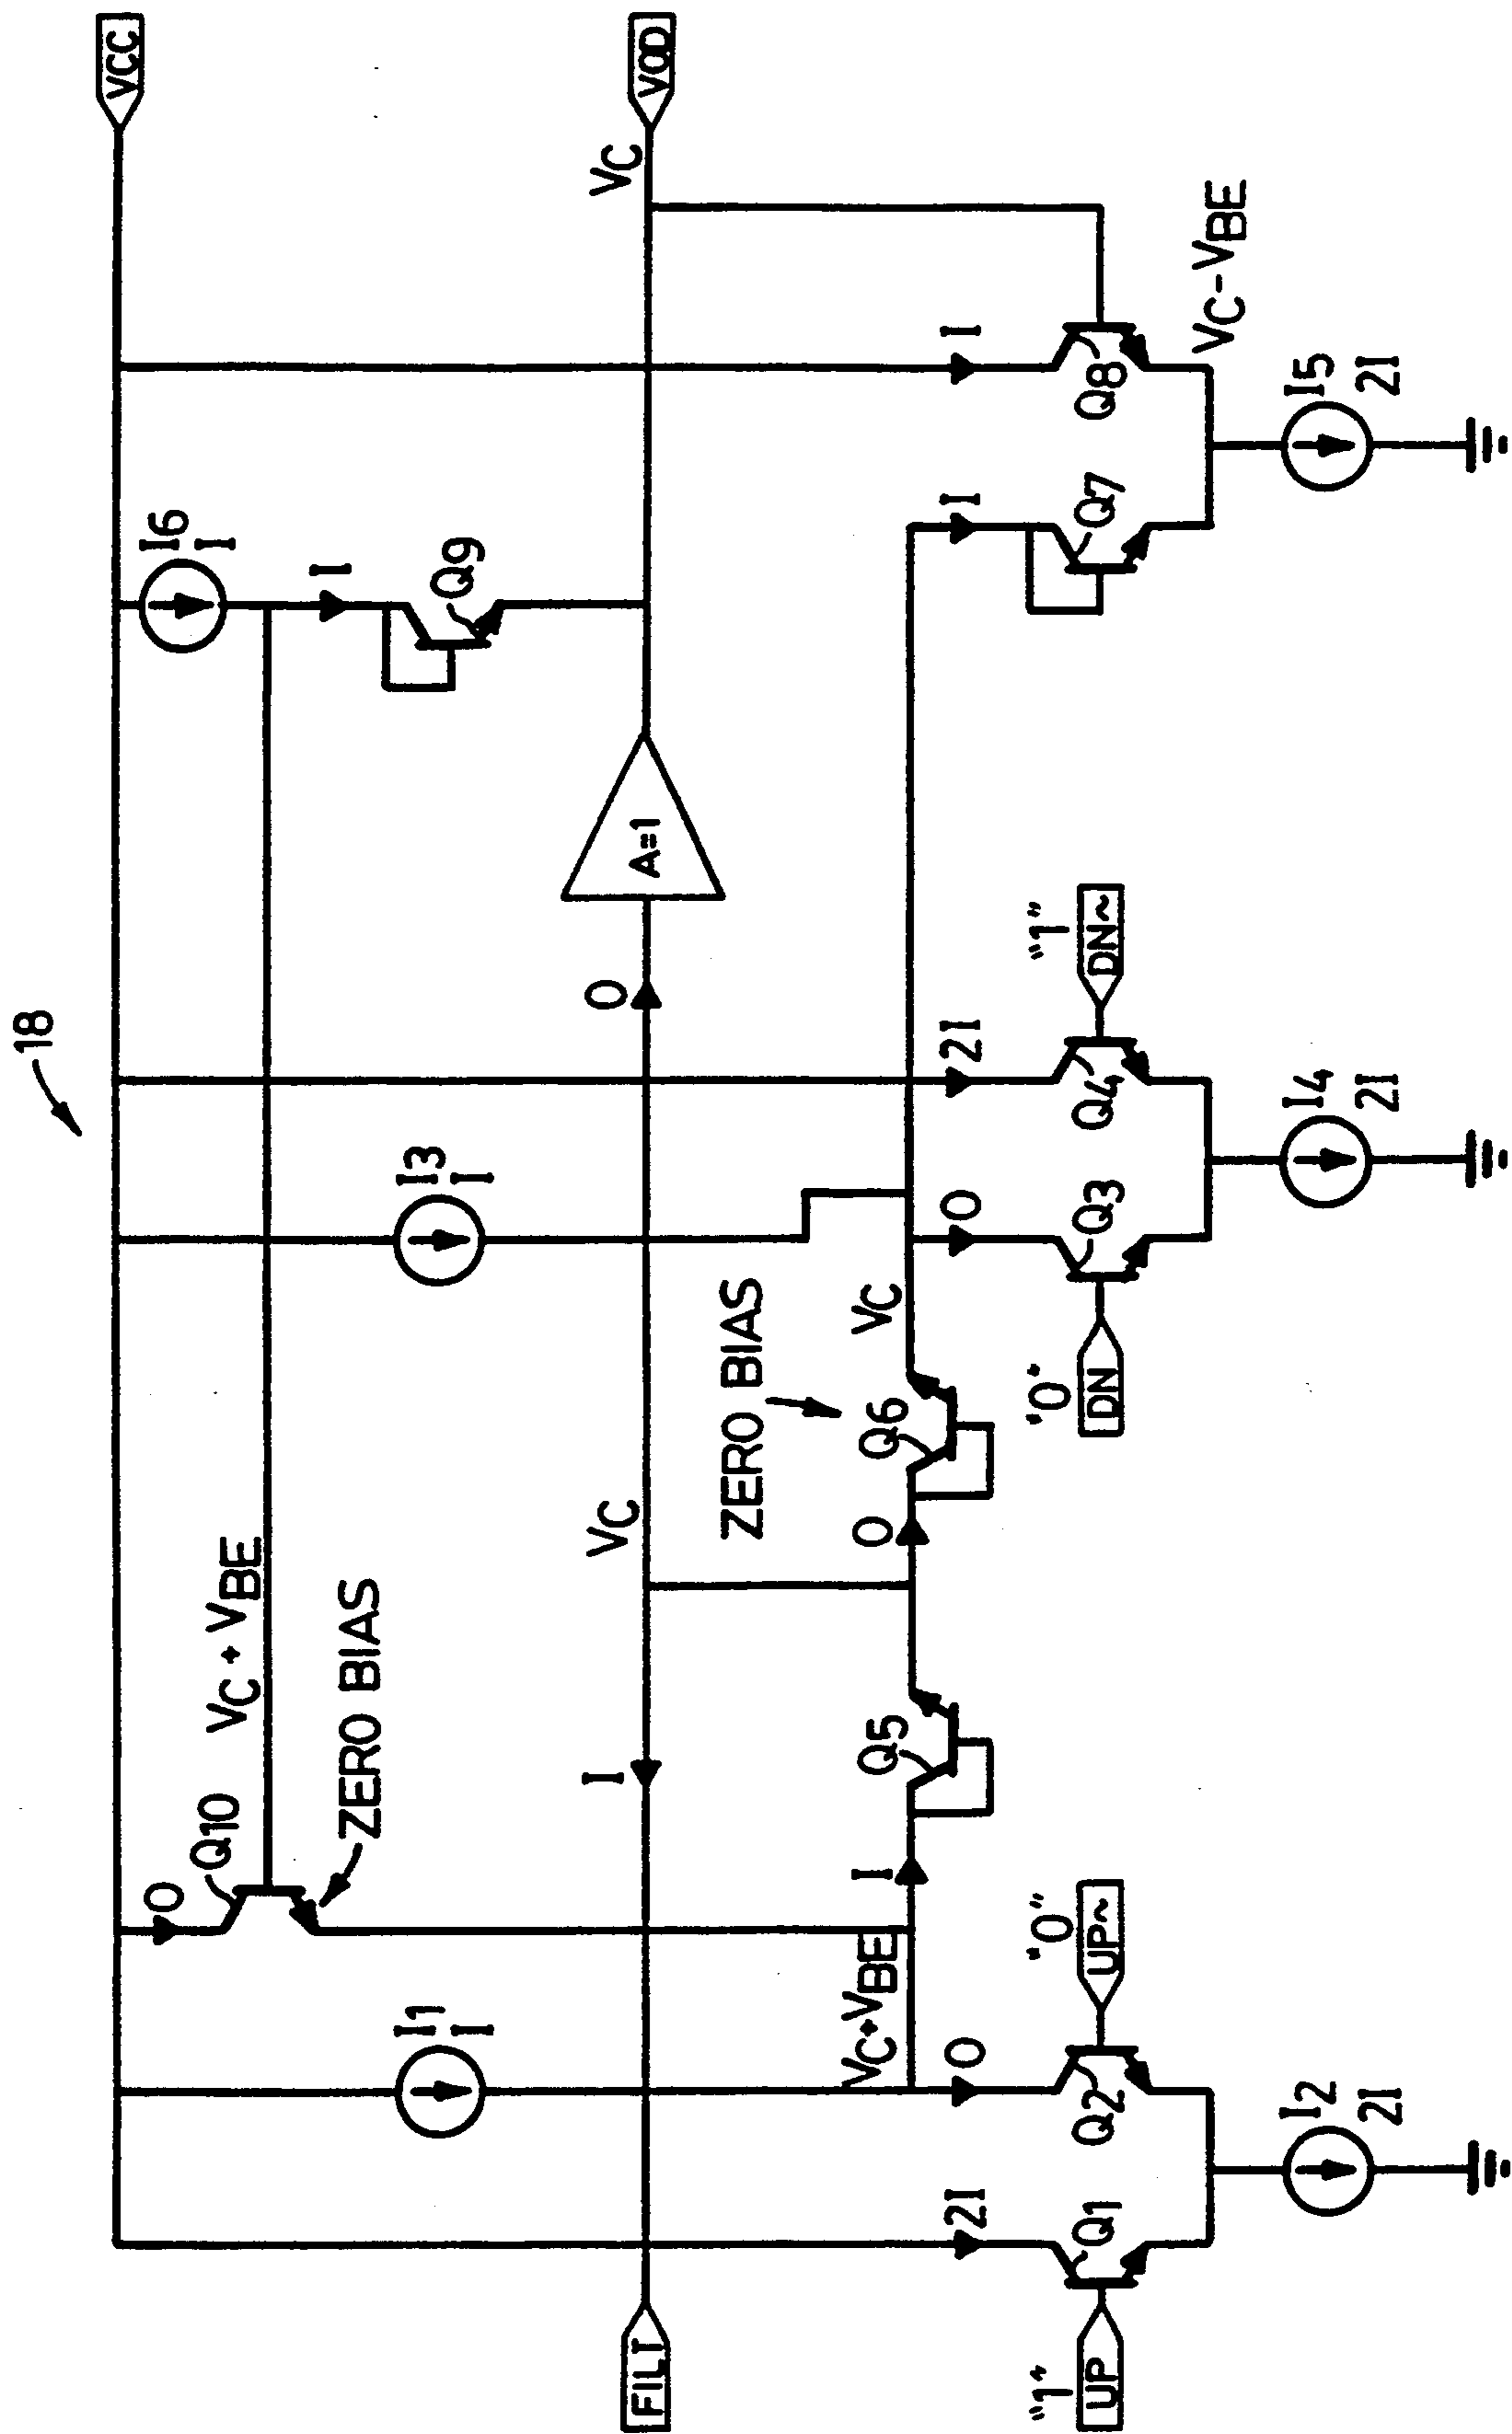 18
VCC
VOD
FILT
VC + VBE
Q10
0
ZERO BIAS
I1
I
I3
I
I6
I
I
Q9
I
VC
0
A=1
VC
VC+VBE
I
Q5
0
Q6
ZERO BIAS
VC
2I
Q1
0
Q2
"1"
UP
"0"
UP~
I2
2I
0
Q3
2I
Q4
"0"
DN
"1"
DN~
I4
2I
I
Q7
I
Q8
VC-VBE
I5
2I